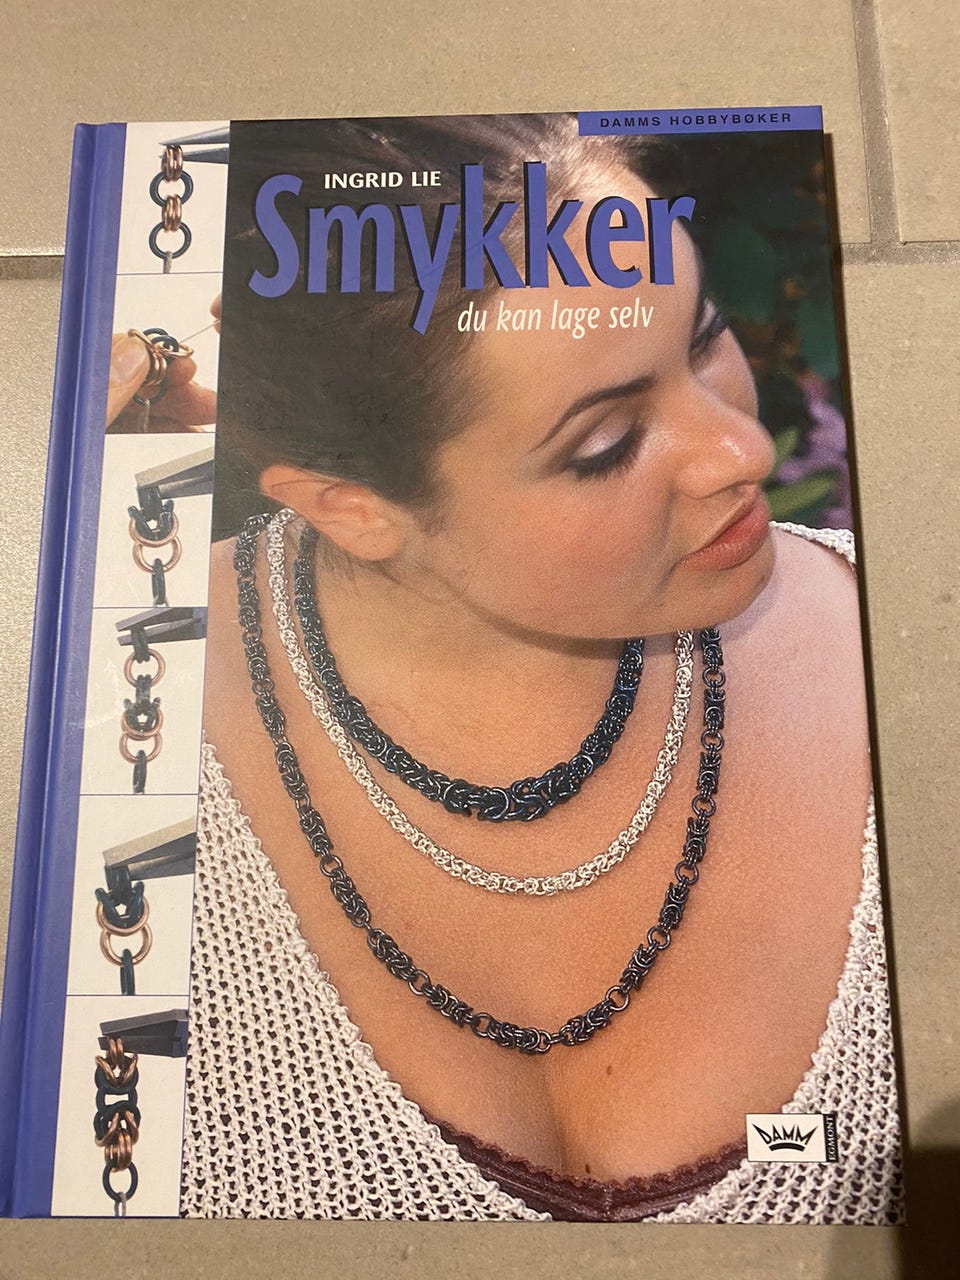 DAMMS HOBBYBØKER
INGRID LIE
Smykker
du kan lage selv
DAMM
EGMONT